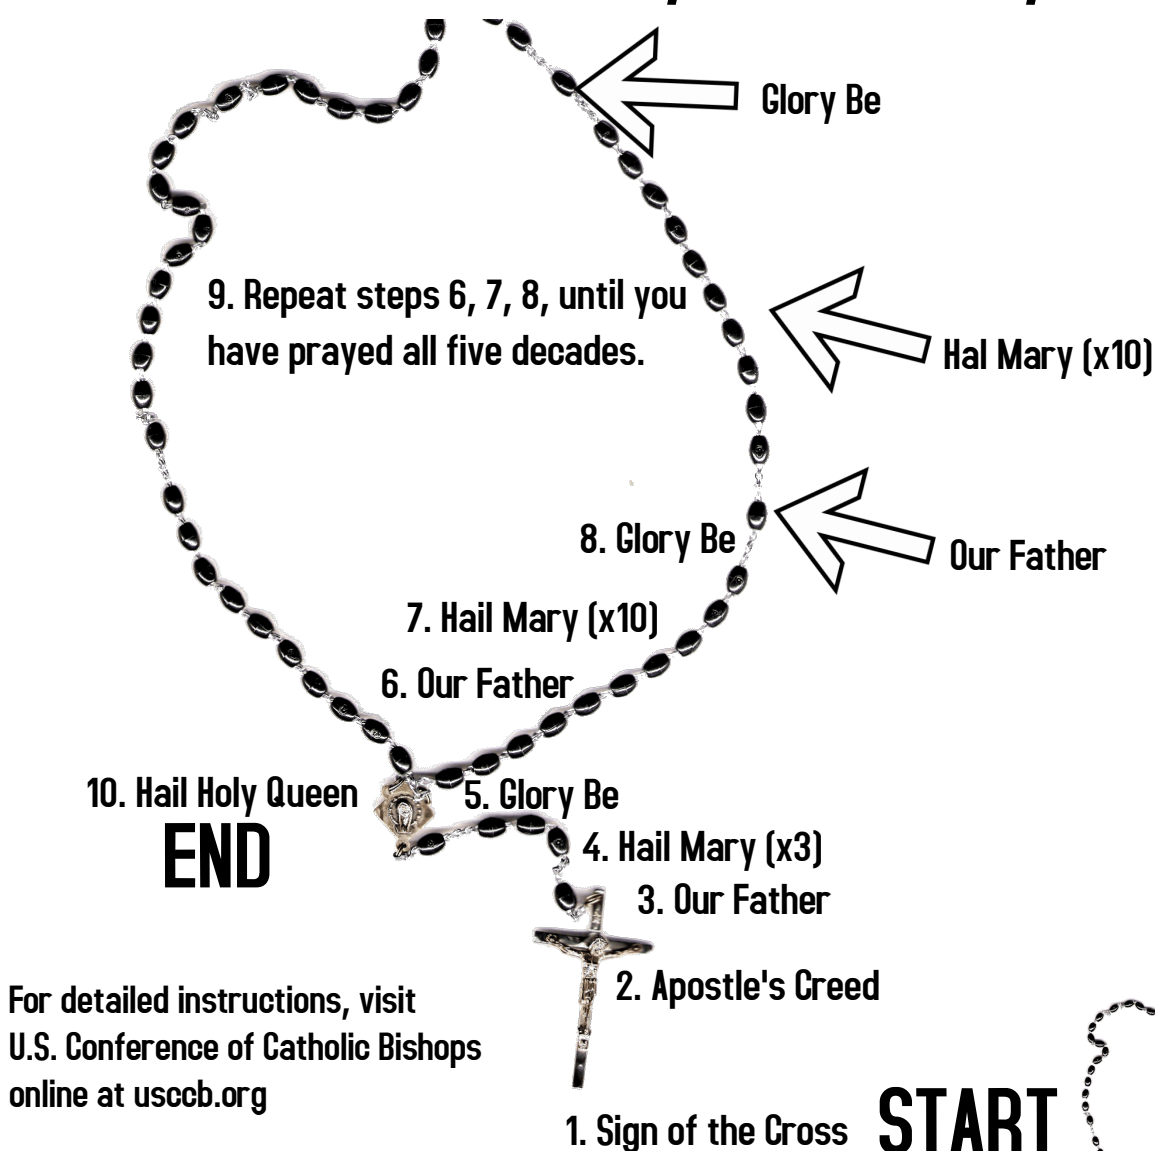 Glory Be
9. Repeat steps 6, 7, 8, until you
have prayed all five decades.
Hal Mary (x10)
8. Glory Be
Our Father
7. Hail Mary (x10)
6. Our Father
10. Hail Holy Queen
END
5. Glory Be
4. Hail Mary (x3)
3. Our Father
2. Apostle's Creed
For detailed instructions, visit
U.S. Conference of Catholic Bishops
online at usccb.org
1. Sign of the Cross
START